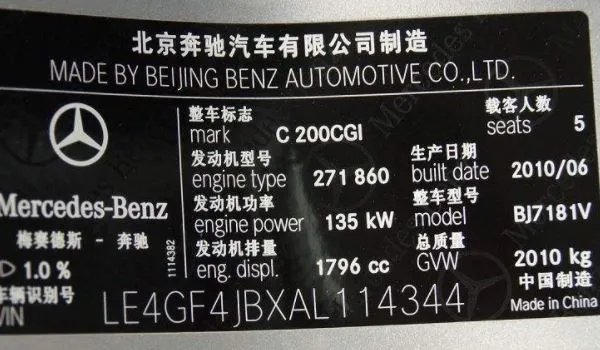 北京奔驰汽车有限公司制造
MADE BY BEIJING BENZ AUTOMOTIVE CO.,LTD.
整车标志 载客人数
mark C 200CGI seats 5
发动机型号 生产日期
engine type 271 860 built date 2010/06
发动机功率 整车型号
engine power 135 kW model BJ7181V
发动机排量 总质量
eng. displ. 1796 cc GVW 2010 kg
Mercedes-Benz
梅赛德斯 - 奔驰
1.0 %
1114382
中国制造
Made in China
车辆识别号
VIN LE4GF4JBXAL114344